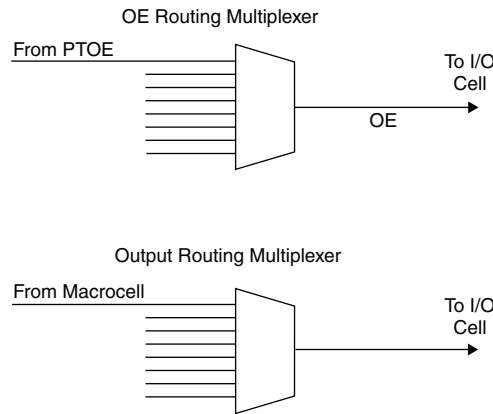 OE Routing Multiplexer
From PTOE
To I/O
Cell
OE
Output Routing Multiplexer
From Macrocell
To I/O
Cell